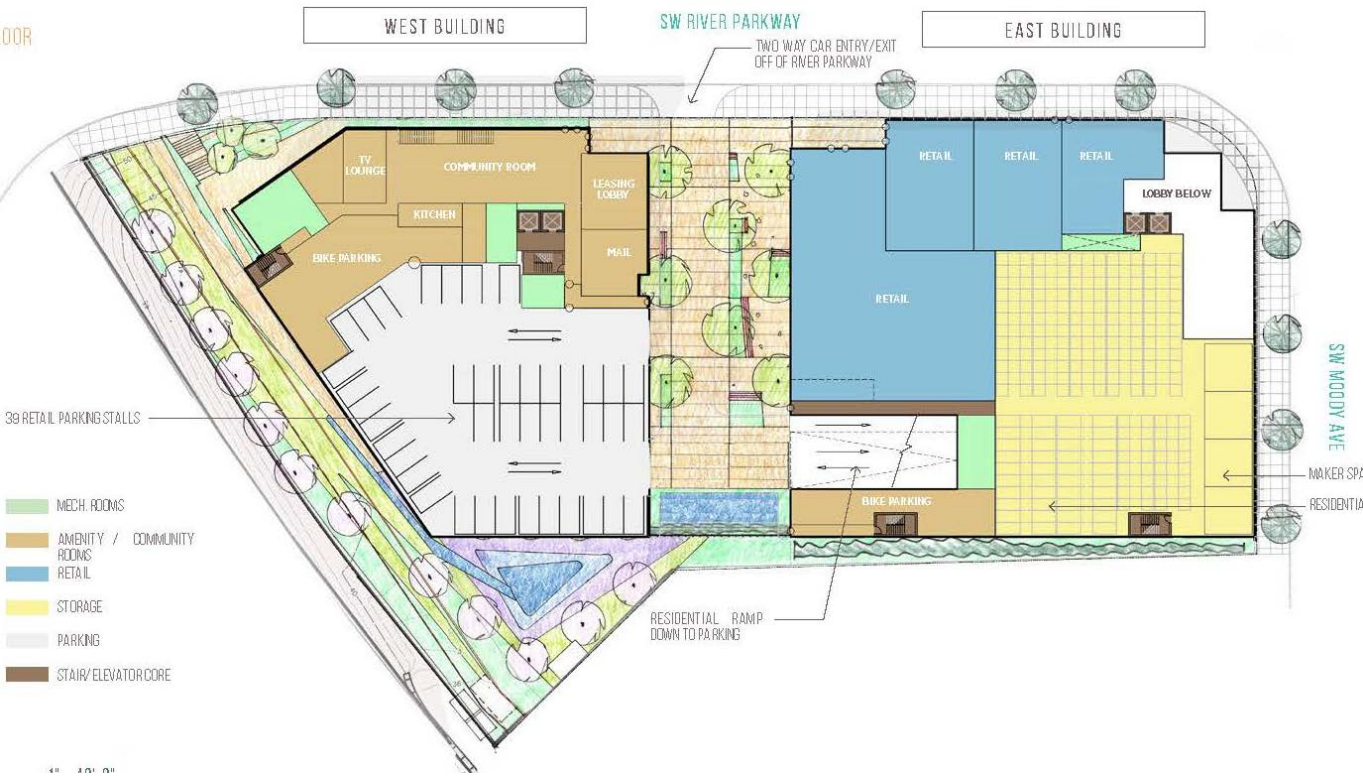 OOR
WEST BUILDING
SW RIVER PARKWAY
EAST BUILDING
TWO WAY CAR ENTRY/EXIT
OFF OF RIVER PARKWAY
TV
LOUNGE
COMMUNITY ROOM
LEASING
LOBBY
KITCHEN
BIKE PARKING
MAIL
RETAIL
RETAIL
RETAIL
LOBBY BELOW
RETAIL
SW MOODY AVE
39 RETAIL PARKING STALLS
MAKER SPA
RESIDENTIA
BIKE PARKING
MECH. ROOMS
AMENITY / COMMUNITY
ROOMS
RETAIL
STORAGE
PARKING
STAIR/ELEVATOR CORE
RESIDENTIAL RAMP
DOWN TO PARKING